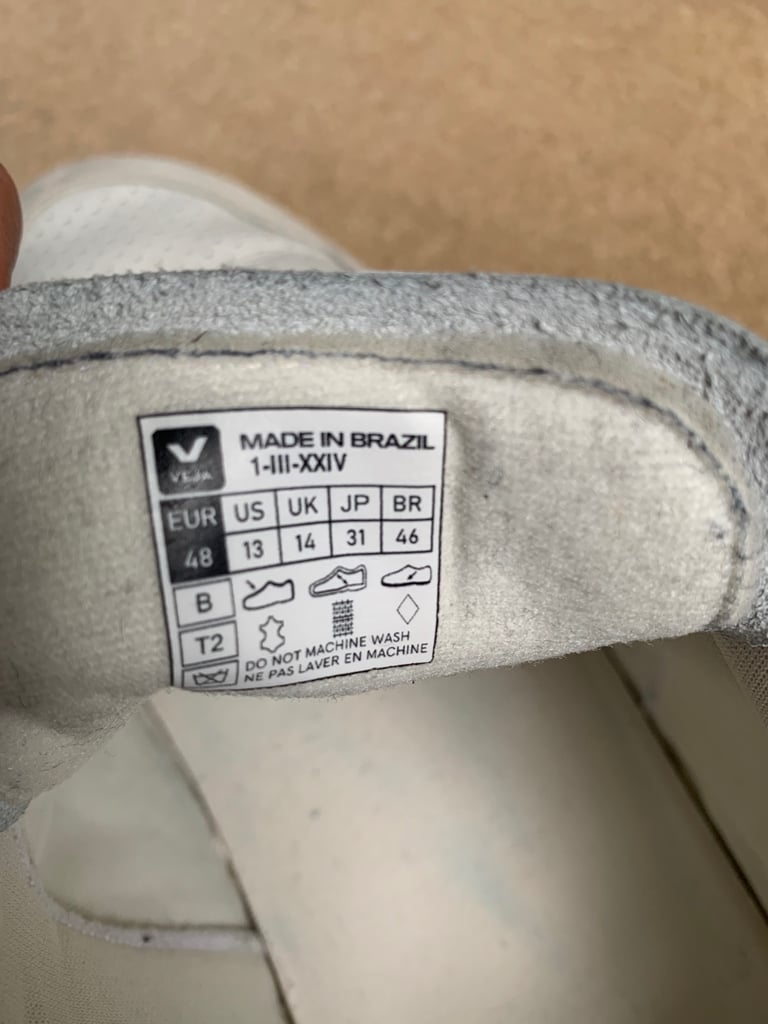 VEJA
MADE IN BRAZIL
1-III-XXIV
EUR US UK JP BR
48 13 14 31 46
B
T2
DO NOT MACHINE WASH
NE PAS LAVER EN MACHINE